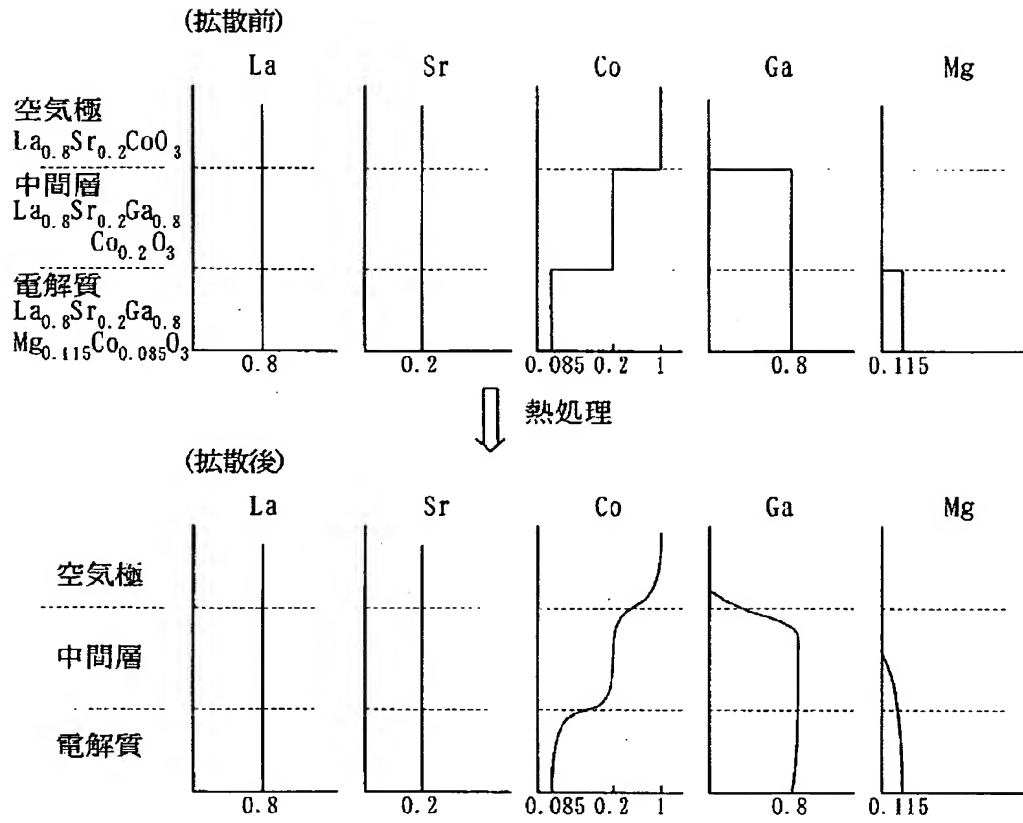 (拡散前)
La Sr Co Ga Mg
空気極
La0.8Sr0.2CoO3
中間層
La0.8Sr0.2Ga0.8
Co0.2O3
電解質
La0.8Sr0.2Ga0.8
Mg0.115Co0.085O3
0.8 0.2 0.085 0.2 1 0.8 0.115
熱処理
(拡散後)
La Sr Co Ga Mg
空気極
中間層
電解質
0.8 0.2 0.085 0.2 1 0.8 0.115